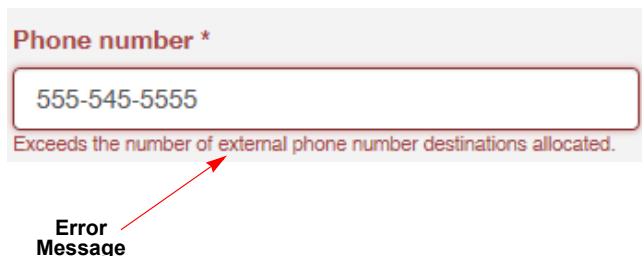 Phone number *
555-545-5555
Exceeds the number of external phone number destinations allocated.
Error
Message